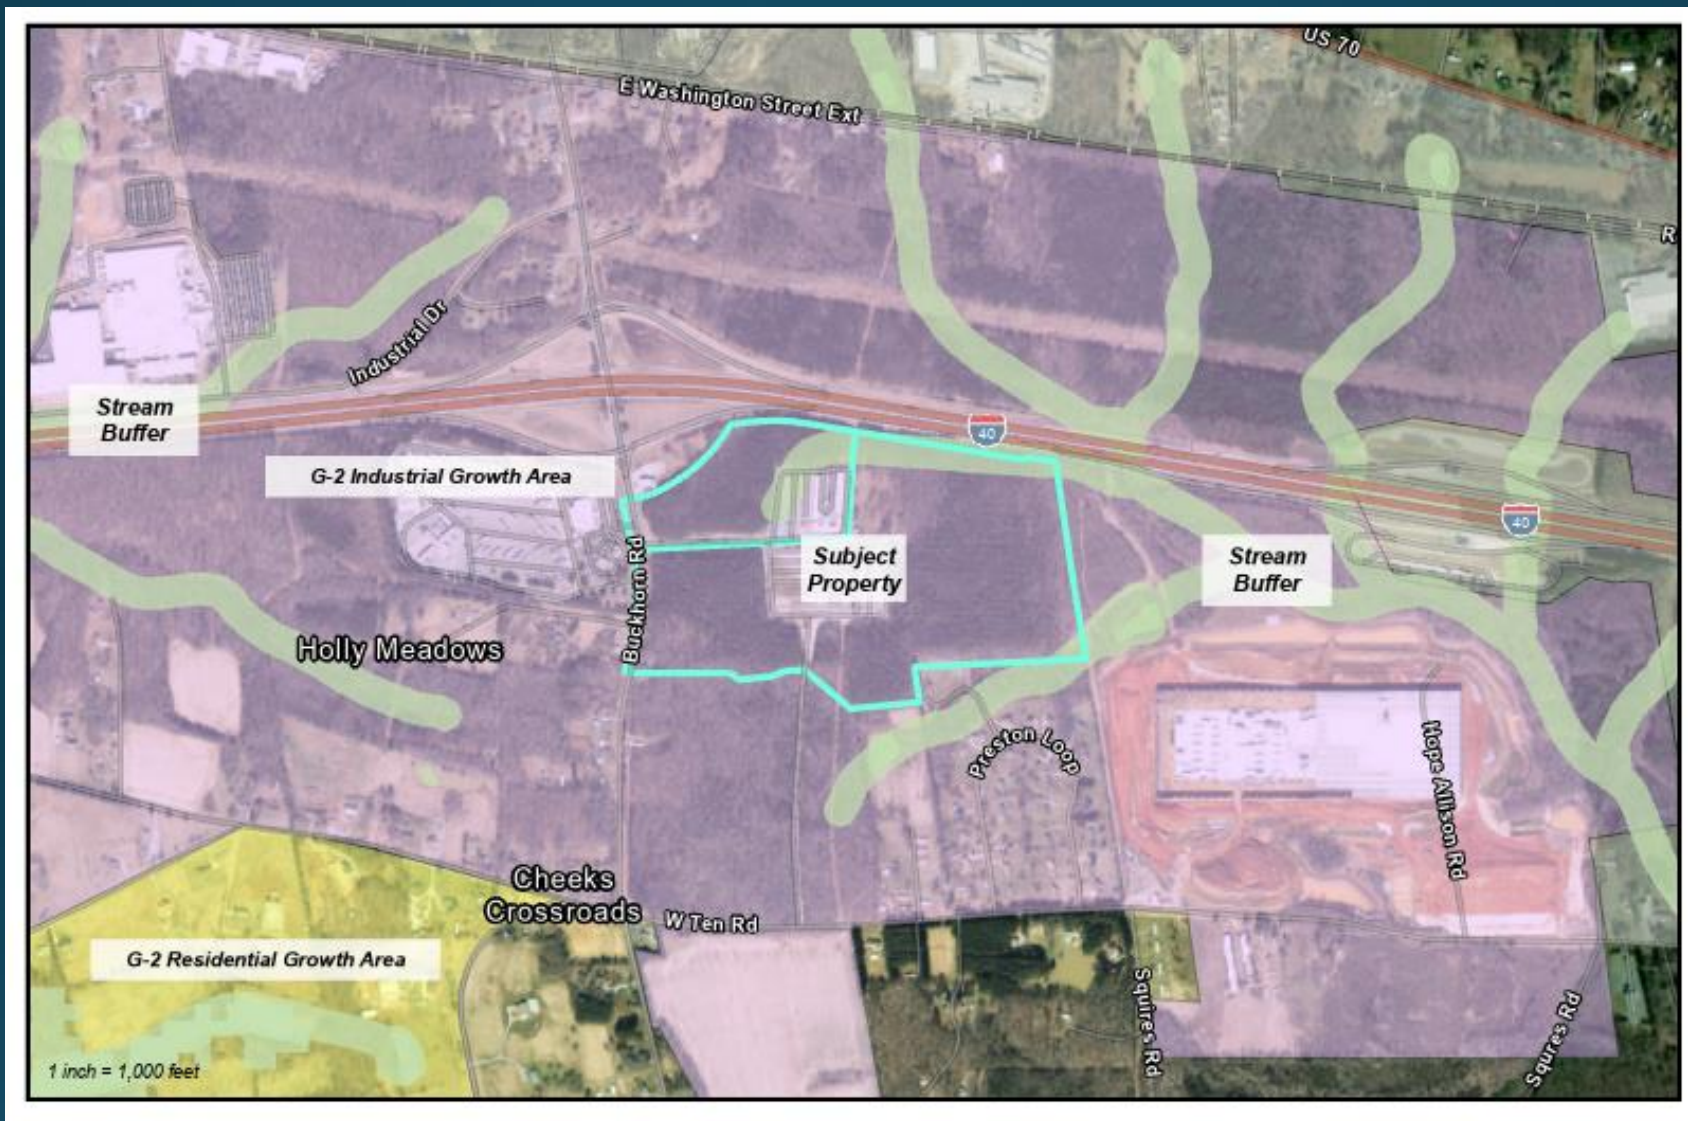 US 70
E Washington Street Ext
R
Industrial Dr
Stream
Buffer
40
G-2 Industrial Growth Area
40
Subject
Property
Stream
Buffer
Buckhorn Rd
Holly Meadows
Preston Loop
Hope Allison Rd
Cheeks
Crossroads
W Ten Rd
G-2 Residential Growth Area
Squires Rd
Squres Rd
1 inch = 1,000 feet